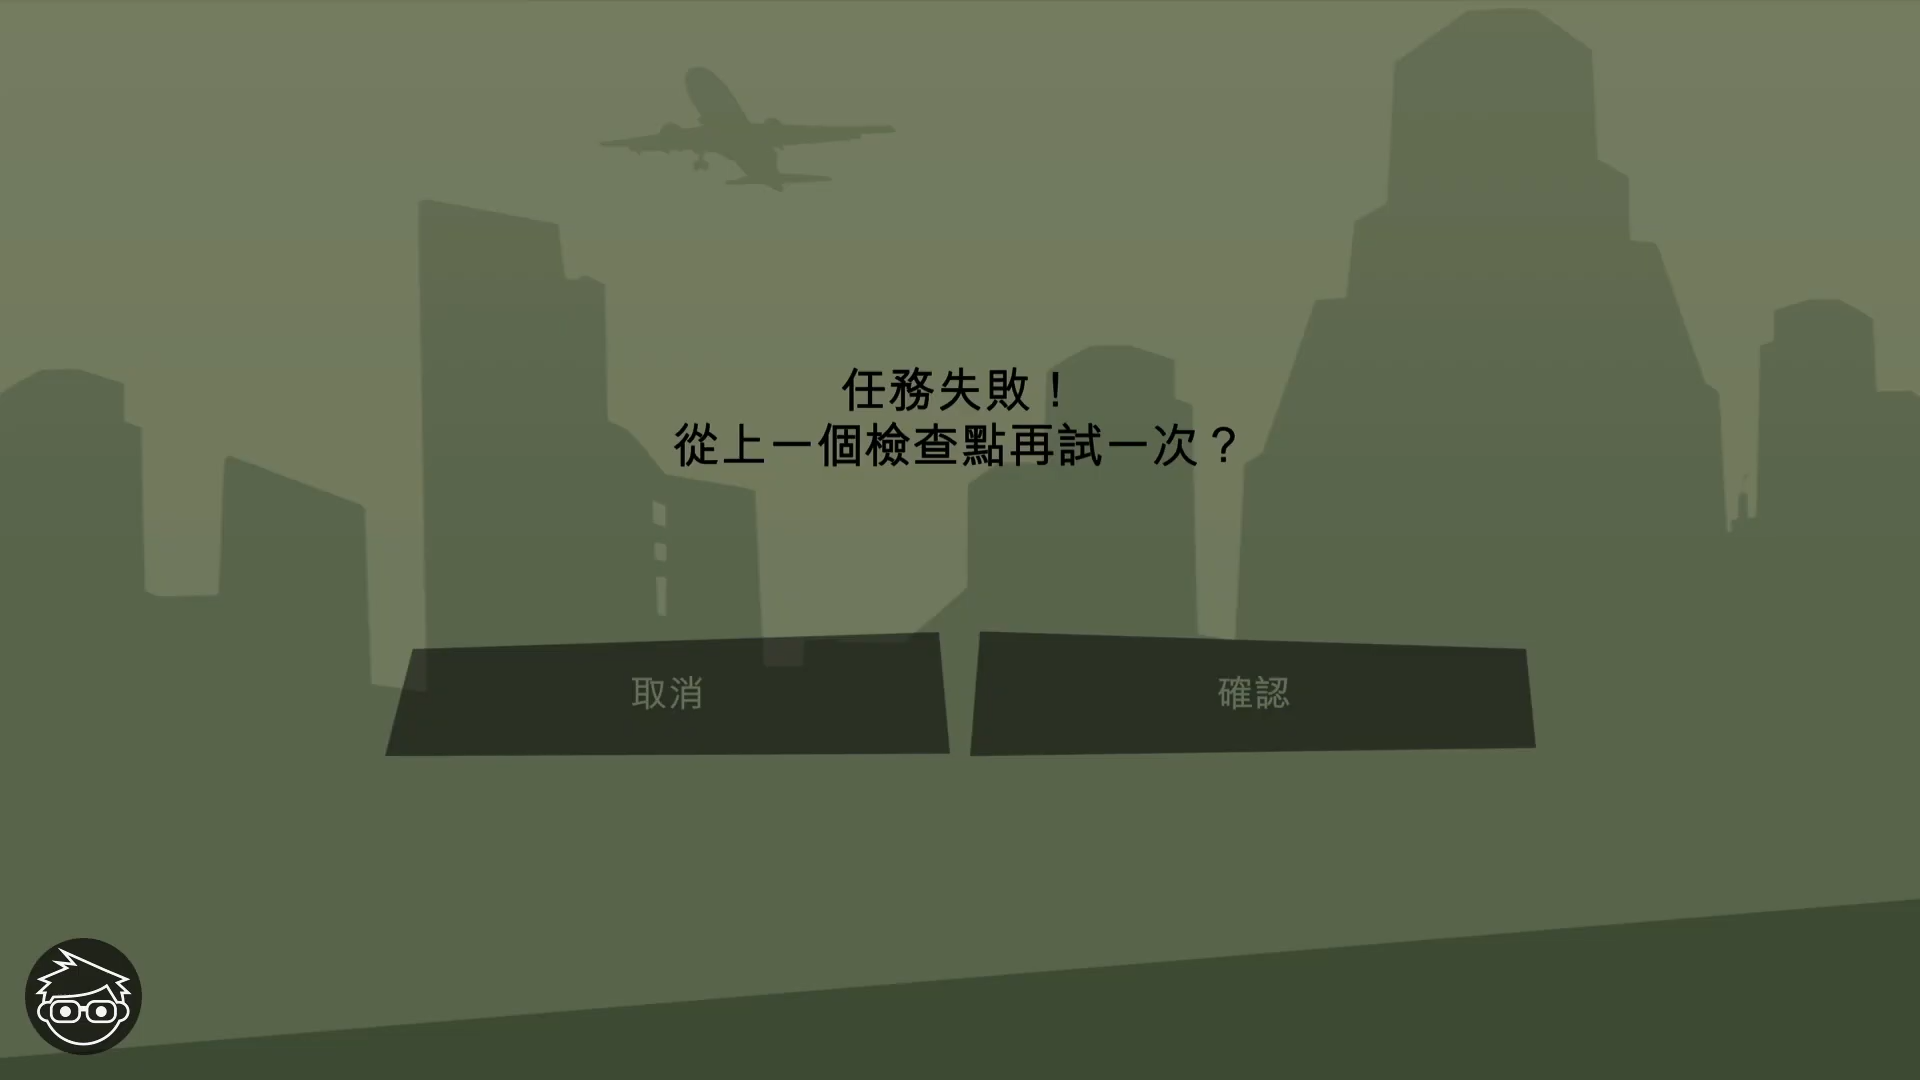 任務失敗！
從上一個檢查點再試一次？
取消
確認